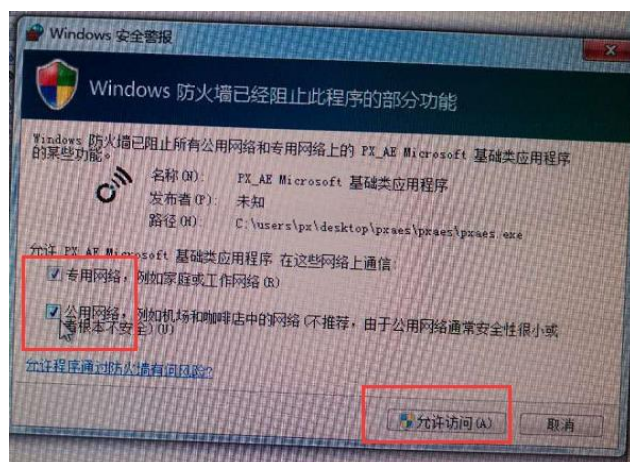 Windows 安全警报
Windows 防火墙已经阻止此程序的部分功能
Windows 防火墙已阻止所有公用网络和专用网络上的 PX_AE Microsoft 基础类应用程序
的某些功能。
名称(N): PX_AE Microsoft 基础类应用程序
发布者(P): 未知
路径(H): C:\users\px\desktop\pxaes\pxaes\pxaes.exe
允许 PX_AE Microsoft 基础类应用程序 在这些网络上通信:
专用网络，例如家庭或工作网络(R)
公用网络，例如机场和咖啡店中的网络(不推荐，由于公用网络通常安全性很小或
者根本不安全)(U)
允许程序通过防火墙有何风险?
允许访问(A) 取消